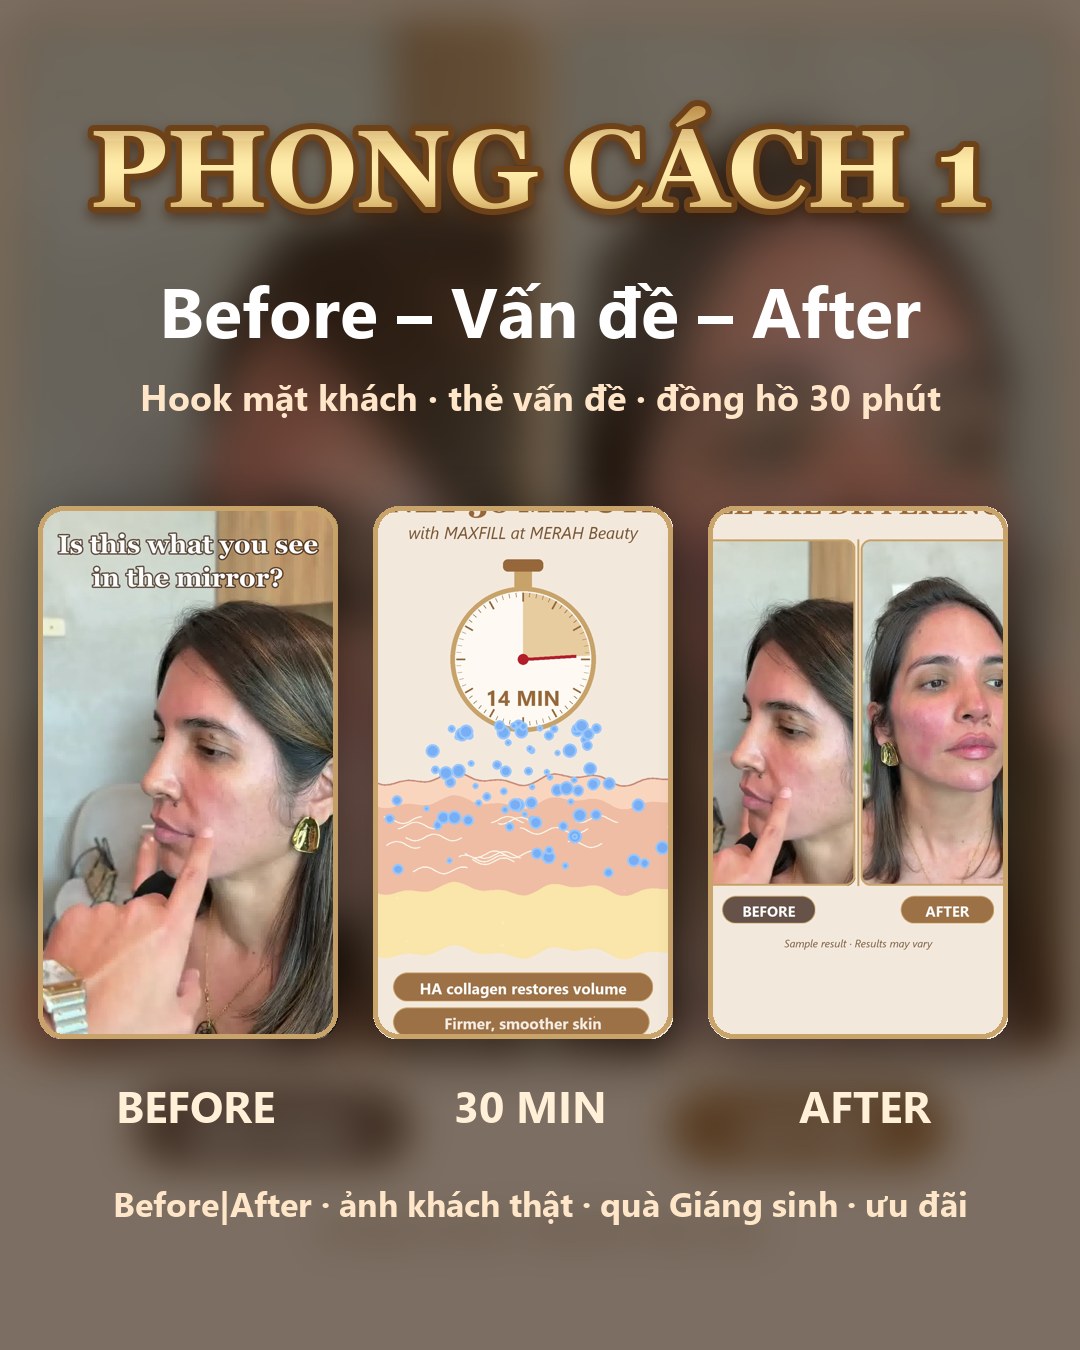 PHONG CÁCH 1
Before – Vấn đề – After
Hook mặt khách · thẻ vấn đề · đồng hồ 30 phút
Is this what you see
in the mirror?
with MAXFILL at MERAH Beauty
14 MIN
HA collagen restores volume
Firmer, smoother skin
BEFORE
AFTER
Sample result · Results may vary
BEFORE
30 MIN
AFTER
Before|After · ảnh khách thật · quà Giáng sinh · ưu đãi